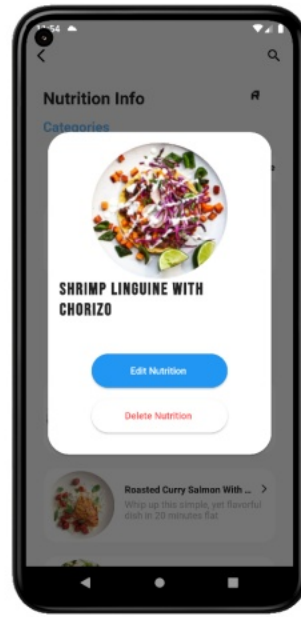 Nutrition Info
Categories
SHRIMP LINGUINE WITH
CHORIZO
Edit Nutrition
Delete Nutrition
Roasted Curry Salmon With ...
Whip up this simple, yet flavorful
dish in 20 minutes flat.